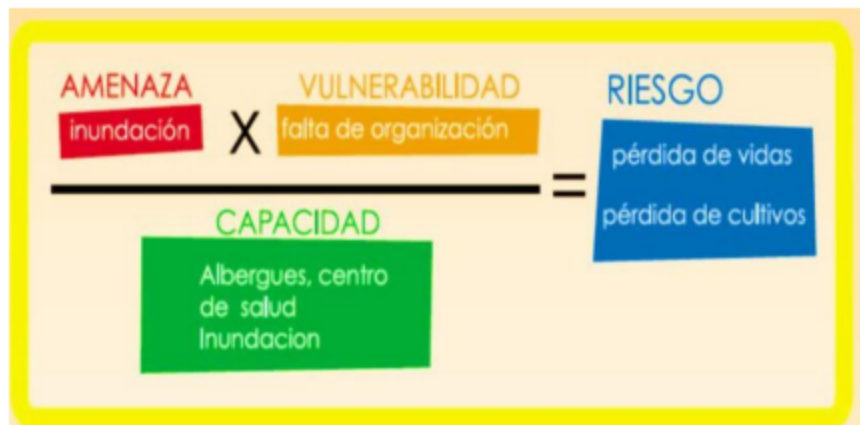 AMENAZA
inundación
X
VULNERABILIDAD
falta de organización
CAPACIDAD
Albergues, centro
de salud
Inundacion
=
RIESGO
pérdida de vidas
pérdida de cultivos